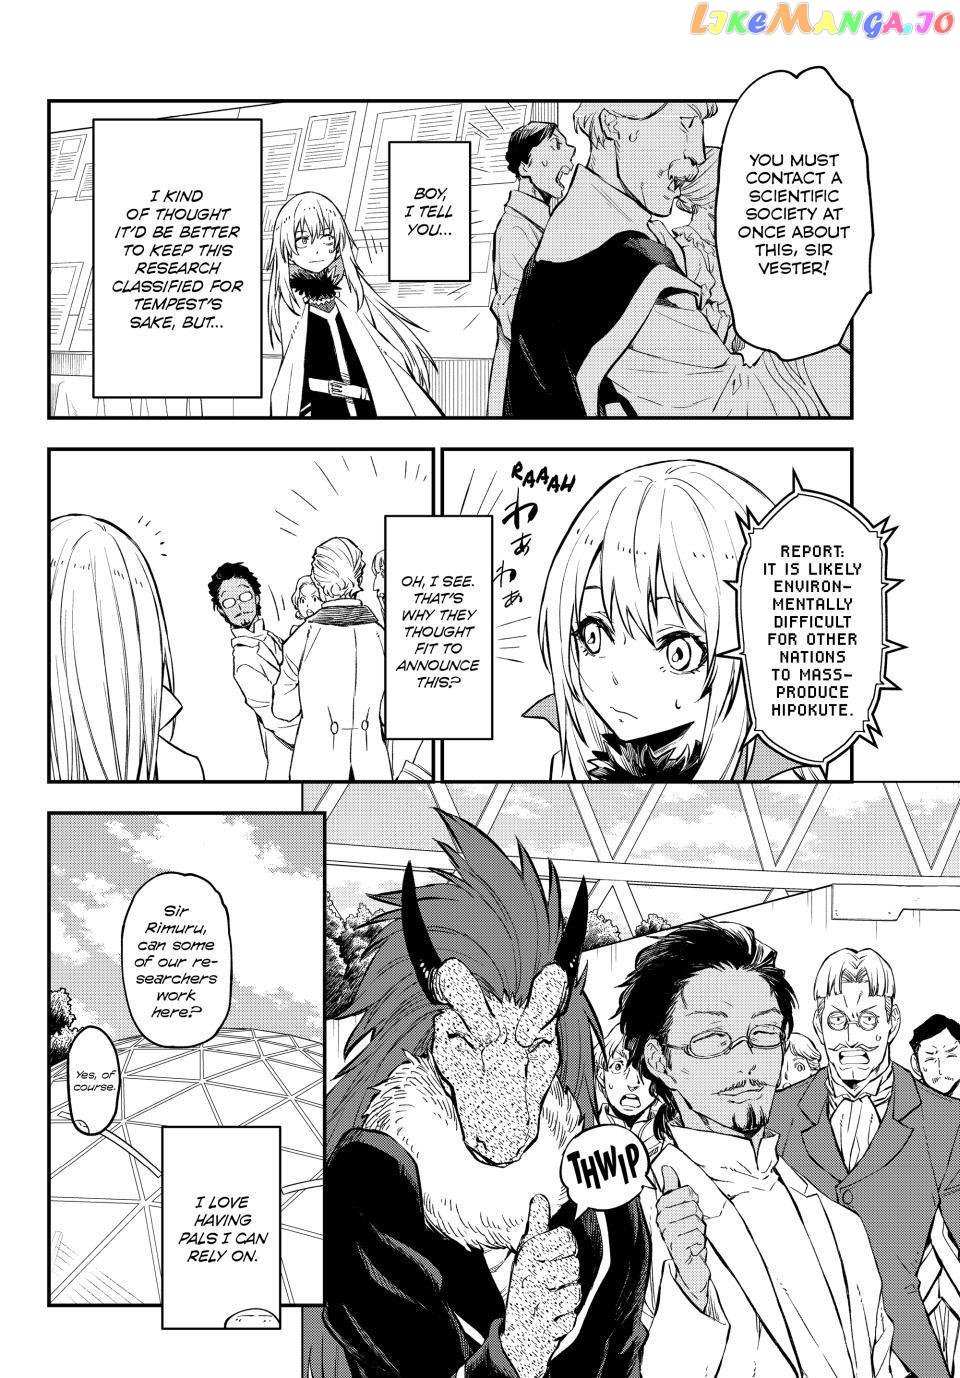 LIKEMANGA.IO
YOU MUST
CONTACT A
SCIENTIFIC
SOCIETY AT
ONCE ABOUT
THIS, SIR
VESTER!
BOY,
I TELL
YOU...
I KIND
OF THOUGHT
IT'D BE BETTER
TO KEEP THIS
RESEARCH
CLASSIFIED FOR
TEMPEST'S
SAKE, BUT...
REPORT:
IT IS LIKELY
ENVIRON-
MENTALLY
DIFFICULT
FOR OTHER
NATIONS
TO MASS-
PRODUCE
HIPOKUTE.
RAAAH
わぁわぁ
OH, I SEE.
THAT'S
WHY THEY
THOUGHT
FIT TO
ANNOUNCE
THIS?
THWIP
Sir
Rimuru,
can some
of our re-
searchers
work
here?
Yes, of
course.
I LOVE
HAVING
PALS I CAN
RELY ON.